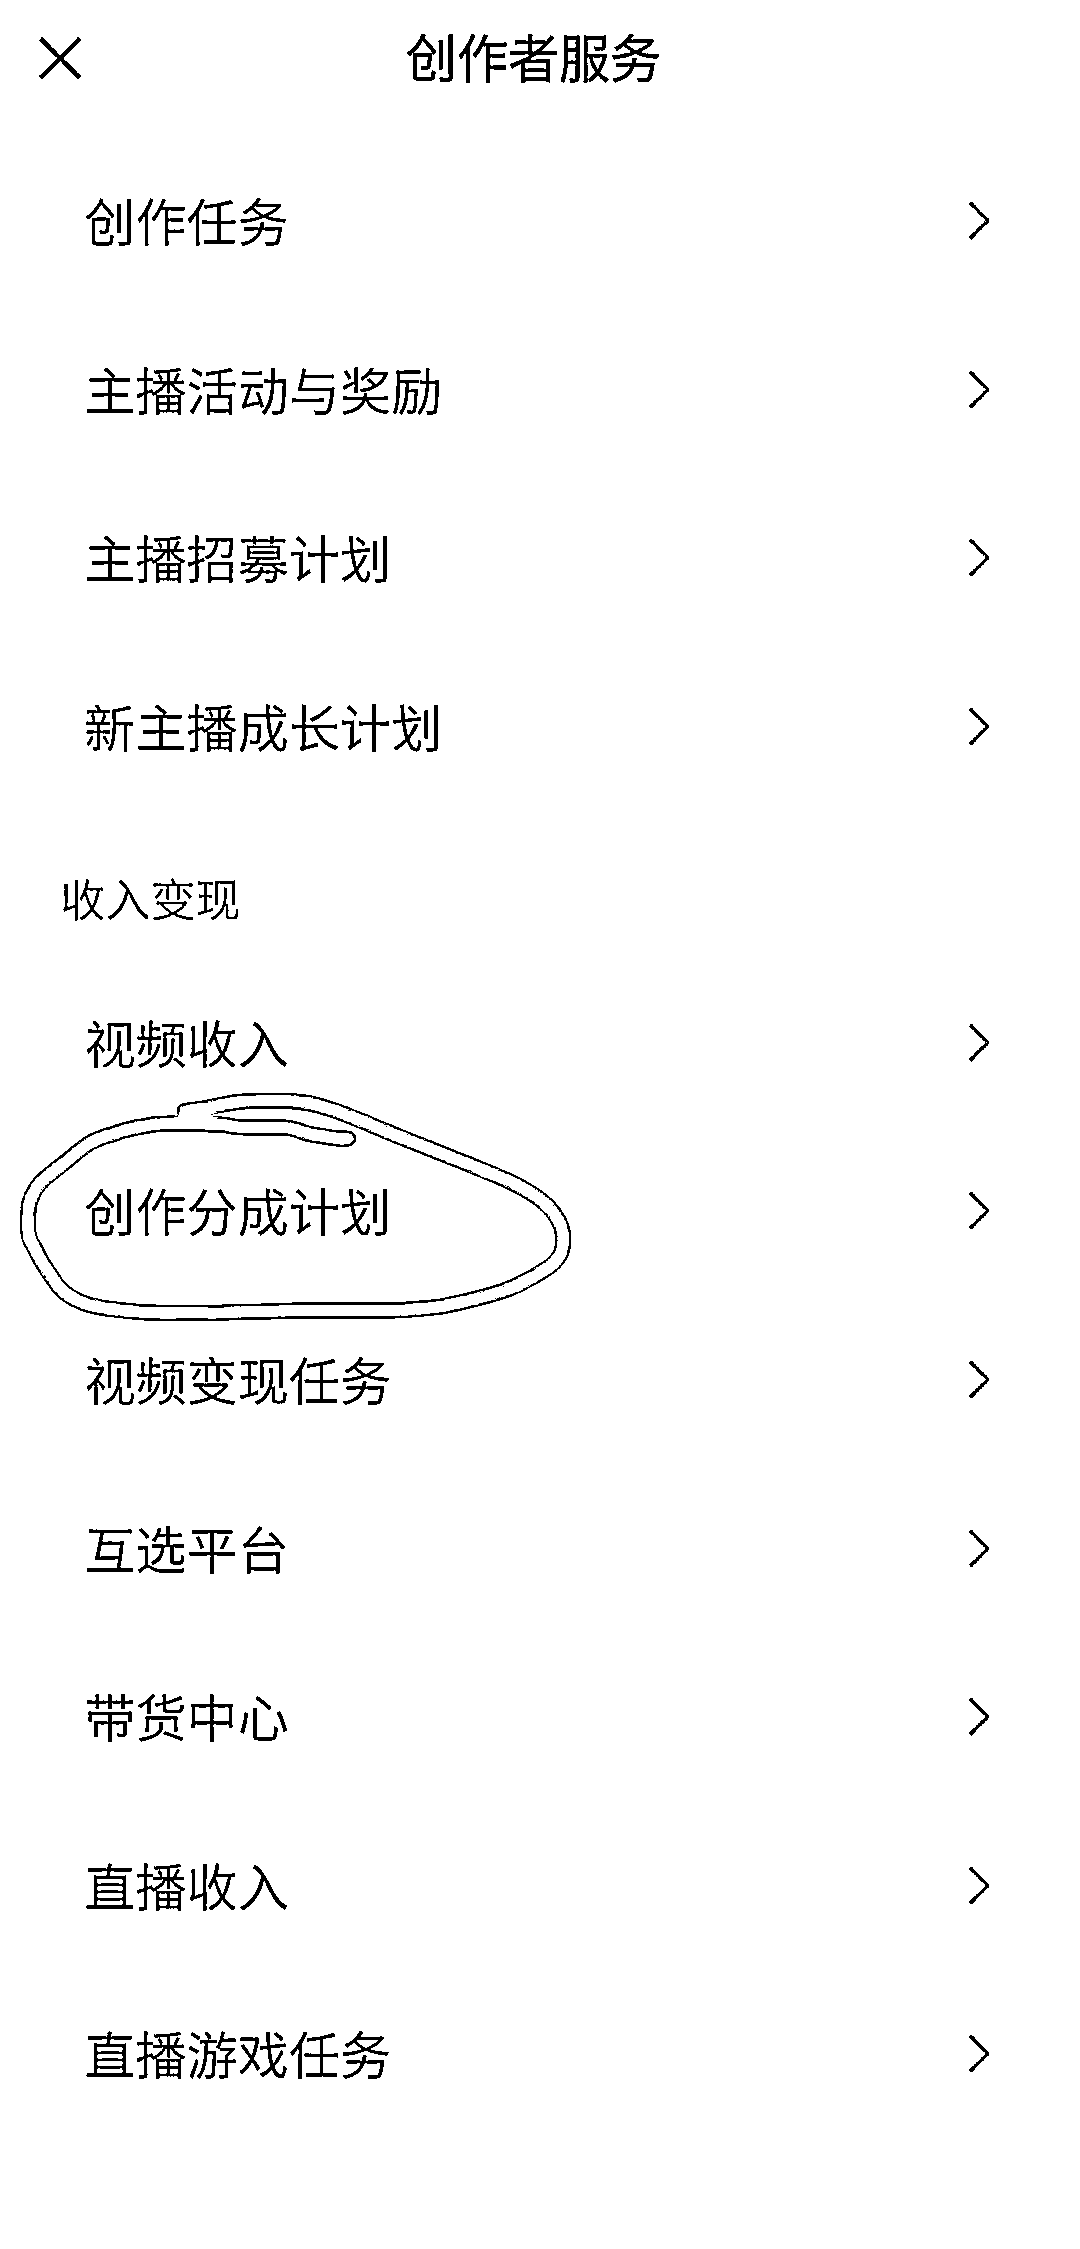 创作者服务
创作任务
主播活动与奖励
主播招募计划
新主播成长计划
收入变现
视频收入
创作分成计划
视频变现任务
互选平台
带货中心
直播收入
直播游戏任务